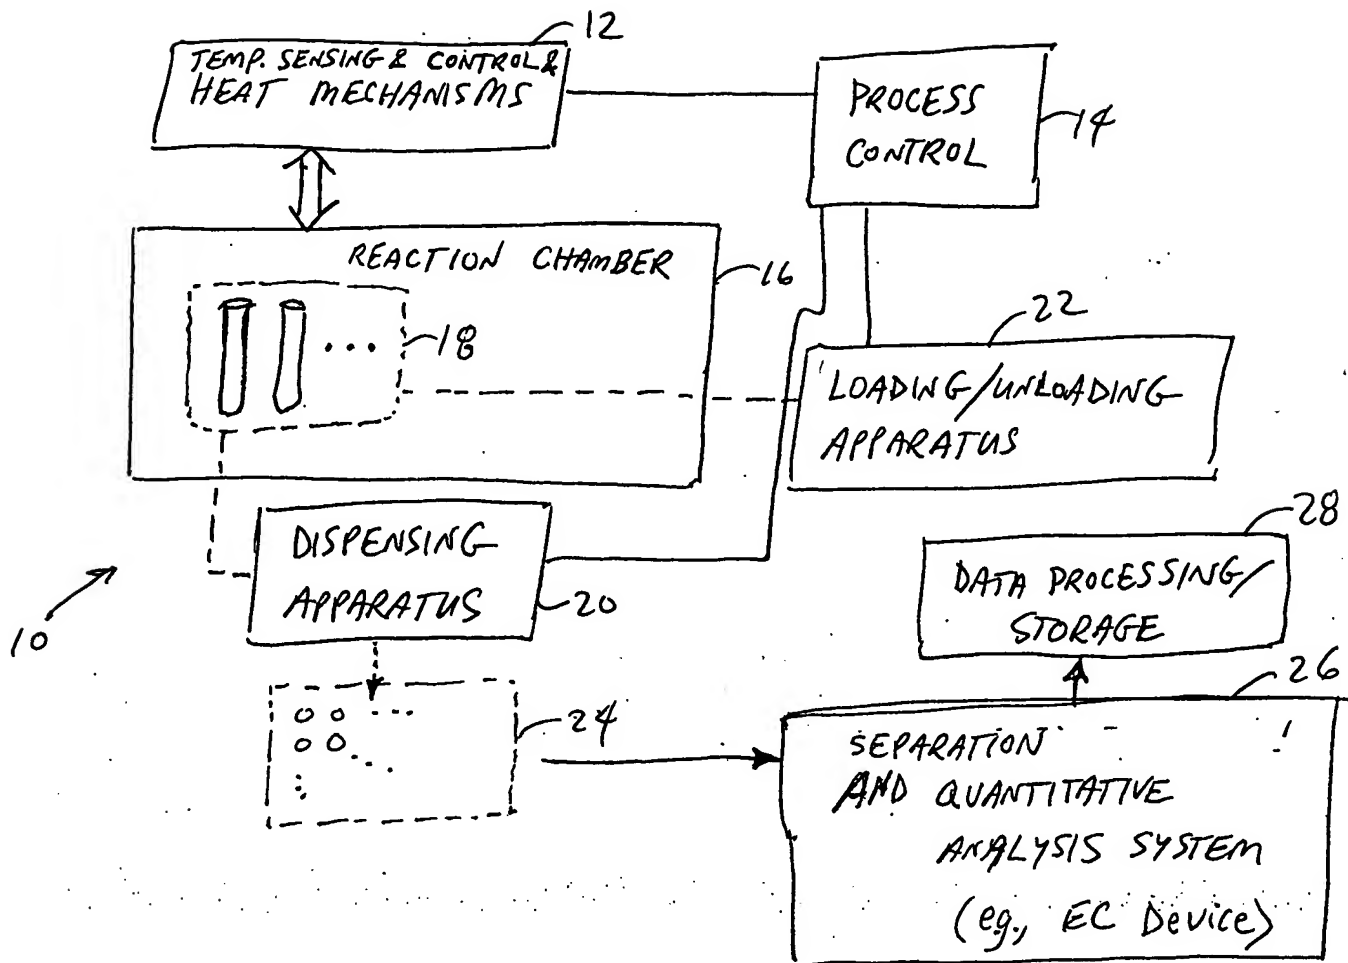 12
TEMP. SENSING & CONTROL &
HEAT MECHANISMS
PROCESS
CONTROL
14
REACTION CHAMBER
16
18
22
LOADING/UNLOADING
APPARATUS
DISPENSING
APPARATUS
20
10
28
DATA PROCESSING/
STORAGE
24
26
SEPARATION
AND QUANTITATIVE
ANALYSIS SYSTEM
(eg., EC Device)